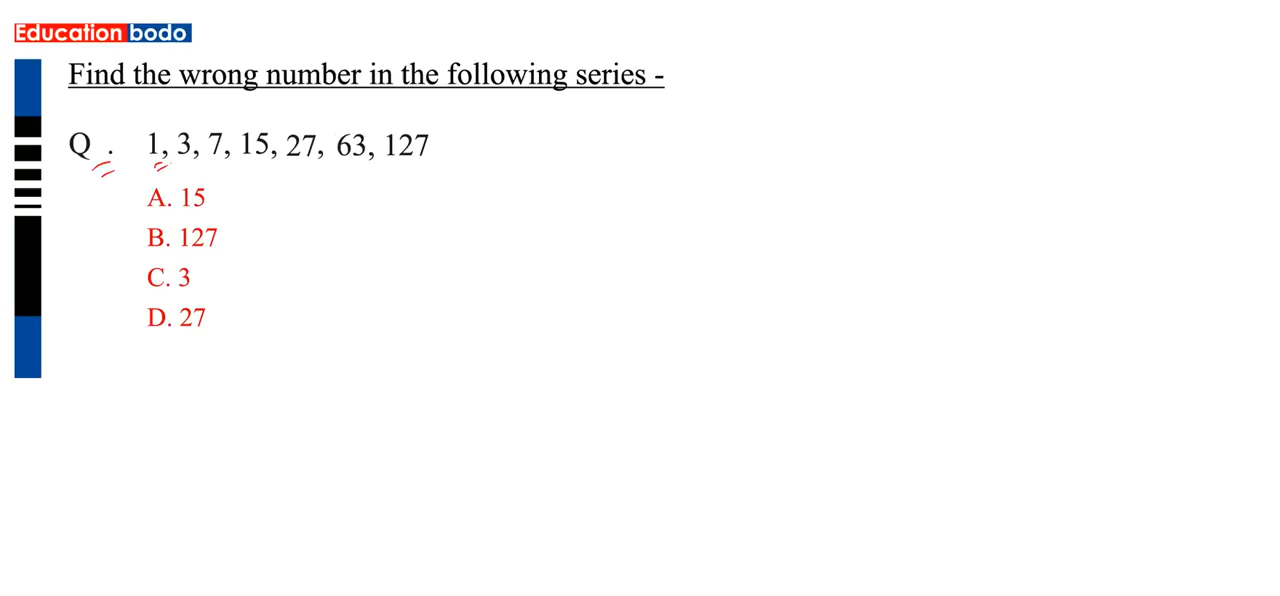 Education bodo
Find the wrong number in the following series -
Q . 1, 3, 7, 15, 27, 63, 127
A. 15
B. 127
C. 3
D. 27